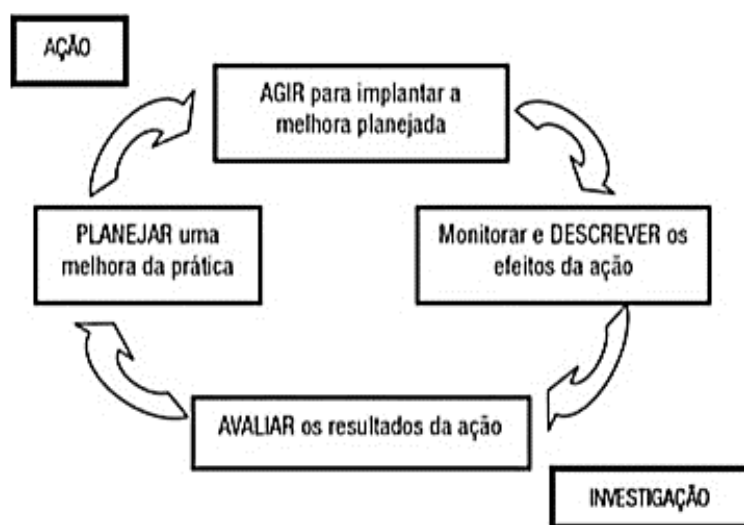 AÇÃO
AGIR para implantar a
melhora planejada
PLANEJAR uma
melhora da prática
Monitorar e DESCREVER os
efeitos da ação
AVALIAR os resultados da ação
INVESTIGAÇÃO